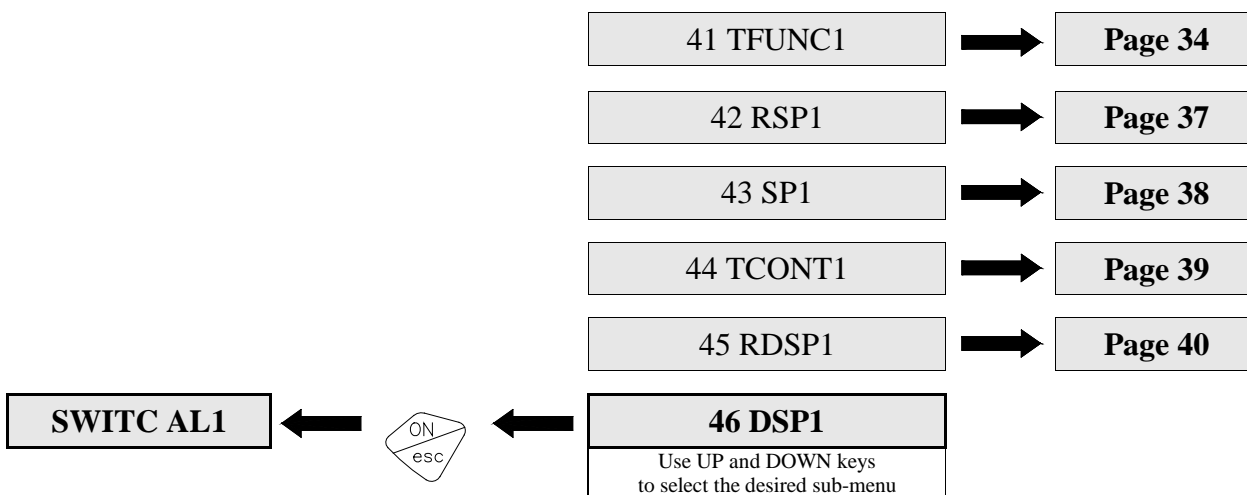 41 TFUNC1
Page 34
42 RSP1
Page 37
43 SP1
Page 38
44 TCONT1
Page 39
45 RDSP1
Page 40
SWITC AL1
ON
esc
46 DSP1
Use UP and DOWN keys
to select the desired sub-menu